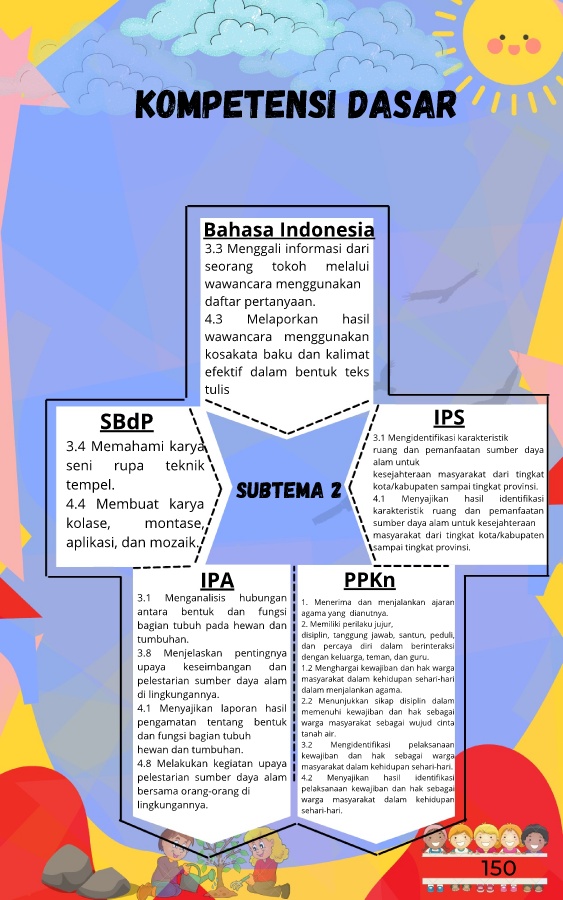 KOMPETENSI DASAR
Bahasa Indonesia
3.3 Menggali informasi dari
seorang tokoh melalui
wawancara menggunakan
daftar pertanyaan.
4.3 Melaporkan hasil
wawancara menggunakan
kosakata baku dan kalimat
efektif dalam bentuk teks
tulis
SBdP
3.4 Memahami karya
seni rupa teknik
tempel.
4.4 Membuat karya
kolase, montase,
aplikasi, dan mozaik.
SUBTEMA 2
IPS
3.1 Mengidentifikasi karakteristik
ruang dan pemanfaatan sumber daya
alam untuk
kesejahteraan masyarakat dari tingkat
kota/kabupaten sampai tingkat provinsi.
4.1 Menyajikan hasil identifikasi
karakteristik ruang dan pemanfaatan
sumber daya alam untuk kesejahteraan
masyarakat dari tingkat kota/kabupaten
sampai tingkat provinsi.
IPA
3.1 Menganalisis hubungan
antara bentuk dan fungsi
bagian tubuh pada hewan dan
tumbuhan.
3.8 Menjelaskan pentingnya
upaya keseimbangan dan
pelestarian sumber daya alam
di lingkungannya.
4.1 Menyajikan laporan hasil
pengamatan tentang bentuk
dan fungsi bagian tubuh
hewan dan tumbuhan.
4.8 Melakukan kegiatan upaya
pelestarian sumber daya alam
bersama orang-orang di
lingkungannya.
PPKn
1. Menerima dan menjalankan ajaran
agama yang dianutnya.
2. Memiliki perilaku jujur,
disiplin, tanggung jawab, santun, peduli,
dan percaya diri dalam berinteraksi
dengan keluarga, teman, dan guru.
1.2 Menghargai kewajiban dan hak warga
masyarakat dalam kehidupan sehari-hari
dalam menjalankan agama.
2.2 Menunjukkan sikap disiplin dalam
memenuhi kewajiban dan hak sebagai
warga masyarakat sebagai wujud cinta
tanah air.
3.2 Mengidentifikasi pelaksanaan
kewajiban dan hak sebagai warga
masyarakat dalam kehidupan sehari-hari.
4.2 Menyajikan hasil identifikasi
pelaksanaan kewajiban dan hak sebagai
warga masyarakat dalam kehidupan
sehari-hari.
150